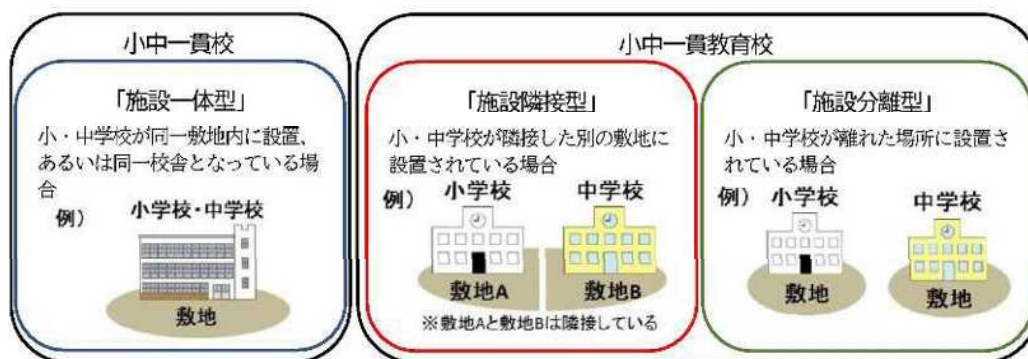 小中一貫校
「施設一体型」
小・中学校が同一敷地内に設置、
あるいは同一校舎となっている場
合
例）
小学校・中学校
敷地
小中一貫教育校
「施設隣接型」
小・中学校が隣接した別の敷地に
設置されている場合
例）
小学校
中学校
敷地A
敷地B
※敷地Aと敷地Bは隣接している
「施設分離型」
小・中学校が離れた場所に設置さ
れている場合
例）
小学校
中学校
敷地
敷地